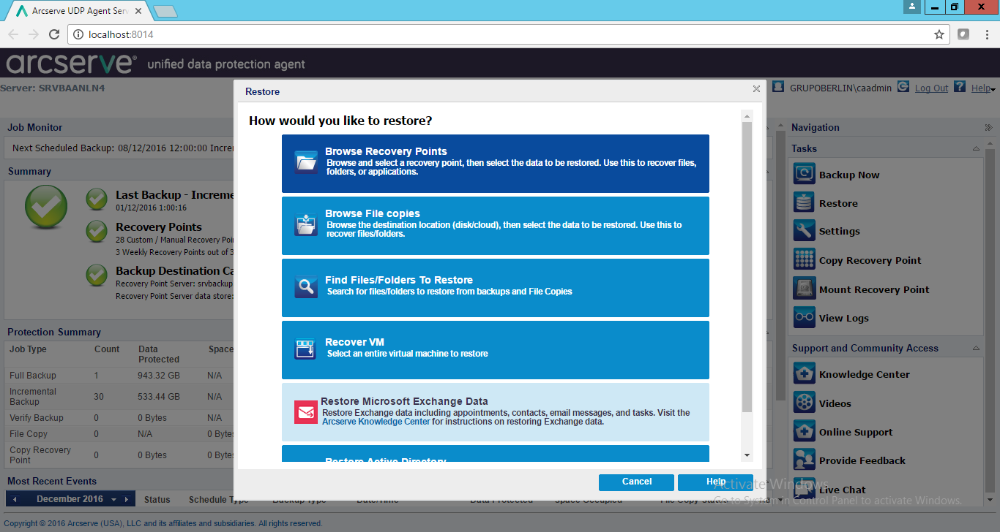 Arcserve UDP Agent Serv
localhost:8014
arcserve® unified data protection agent
Server: SRVBAANLN4
GRUPOBERLIN\caadmin
Log Out
Help
Job Monitor
Next Scheduled Backup: 08/12/2016 12:00:00 Increm
Summary
Last Backup - Increme
01/12/2016 1:00:16
Recovery Points
28 Custom / Manual Recovery Poi
3 Weekly Recovery Points out of 3
Backup Destination Ca
Recovery Point Server: srvbackup
Recovery Point Server data store:
Protection Summary
Job Type Count Data Protected Space
Full Backup 1 943.32 GB N/A
Incremental Backup 30 533.44 GB N/A
Verify Backup 0 0 Bytes N/A
File Copy 0 N/A 0 Bytes
Copy Recovery Point 0 0 Bytes 0 Bytes
Most Recent Events
December 2016 Status Schedule Type Backup Type Date/Time Data Protected Space Occupied File Copy Status
Restore
How would you like to restore?
Browse Recovery Points
Browse and select a recovery point, then select the data to be restored. Use this to recover files,
folders, or applications.
Browse File copies
Browse the destination location (disk/cloud), then select the data to be restored. Use this to
recover files/folders.
Find Files/Folders To Restore
Search for files/folders to restore from backups and File Copies
Recover VM
Select an entire virtual machine to restore
Restore Microsoft Exchange Data
Restore Exchange data including appointments, contacts, email messages, and tasks. Visit the
Arcserve Knowledge Center for instructions on restoring Exchange data.
Restore Active Directory
Cancel
Help
Navigation
Tasks
Backup Now
Restore
Settings
Copy Recovery Point
Mount Recovery Point
View Logs
Support and Community Access
Knowledge Center
Videos
Online Support
Provide Feedback
Live Chat
Activate Windows
Go to System in Control Panel to activate Windows.
Copyright © 2016 Arcserve (USA), LLC and its affiliates and subsidiaries. All rights reserved.